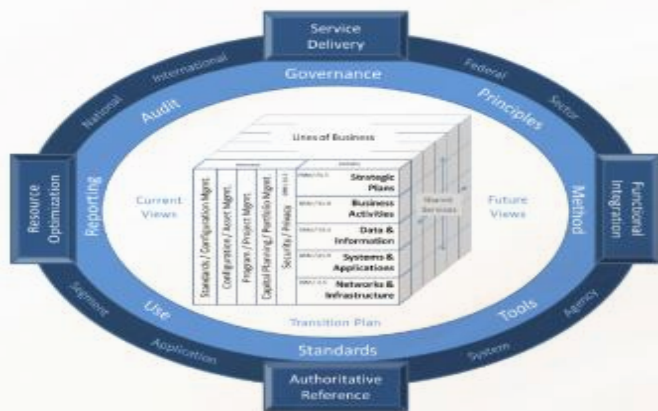 Service
Delivery
National
International
Federal
Sector
Governance
Audit
Principles
Lines of Business
Resource
Optimization
Reporting
Current
Views
Standards / Configuration Mgmt.
Configuration / Asset Mgmt.
Program / Project Mgmt.
Capital Planning / Portfolio Mgmt.
Security / Privacy
Strategic
Plans
Business
Activities
Data &
Information
Systems &
Applications
Networks &
Infrastructure
Shared
Services
Future
Views
Method
Functional
Integration
Use
Transition Plan
Tools
Segment
Application
Standards
System
Agency
Authoritative
Reference